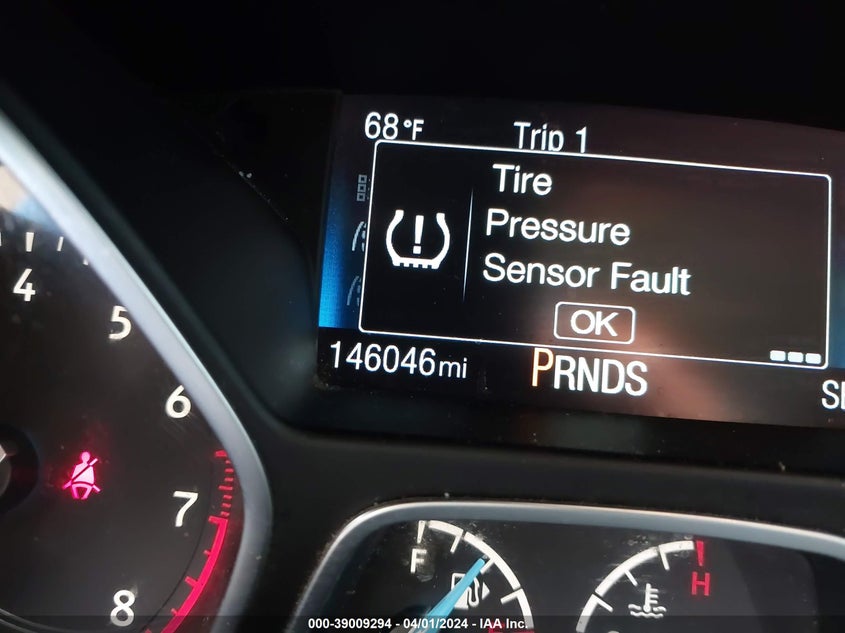 68°F Trip 1
Tire
Pressure
Sensor Fault
OK
146046mi PRNDS
4
5
6
7
8
F
H
000-39009294 - 04/01/2024 - IAA Inc.